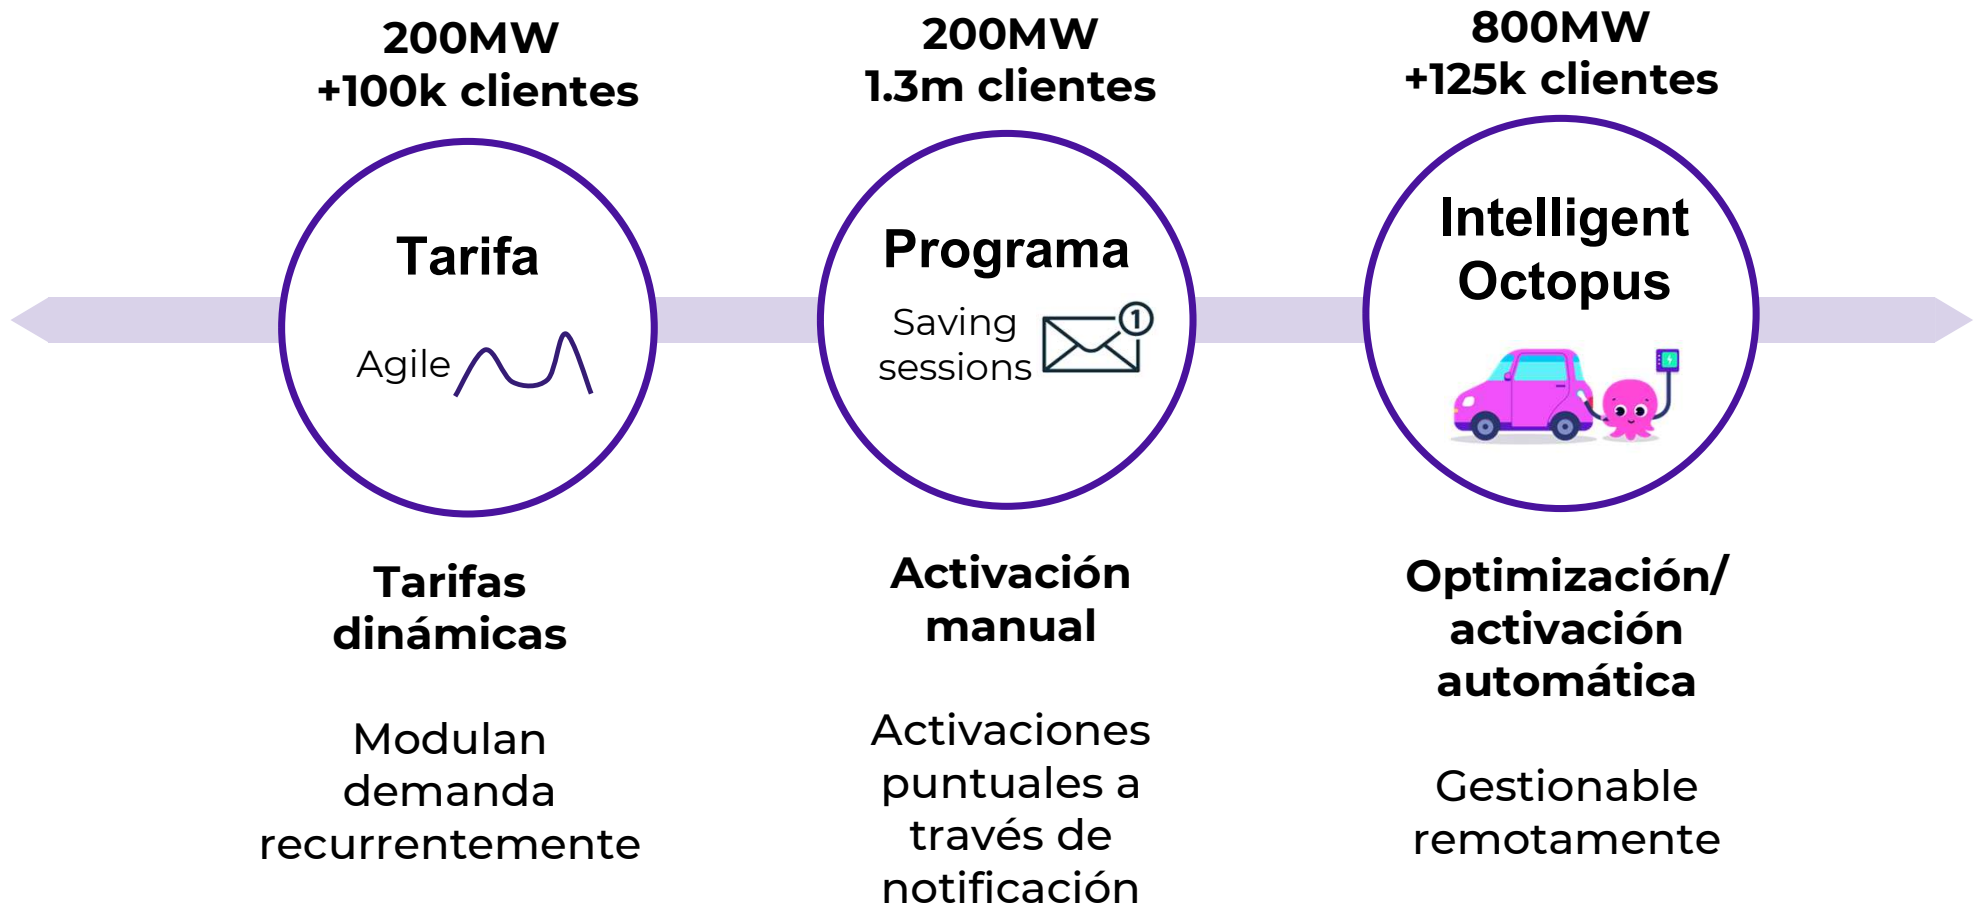 200MW
+100k clientes
Tarifa
Agile
Tarifas
dinámicas
Modulan
demanda
recurrentemente
200MW
1.3m clientes
Programa
Saving
sessions
1
Activación
manual
Activaciones
puntuales a
través de
notificación
800MW
+125k clientes
Intelligent
Octopus
Optimización/
activación
automática
Gestionable
remotamente